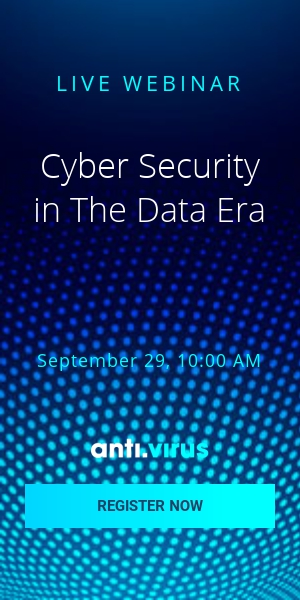 LIVE WEBINAR
Cyber Security
in The Data Era
September 29, 10:00 AM
anti.virus
REGISTER NOW